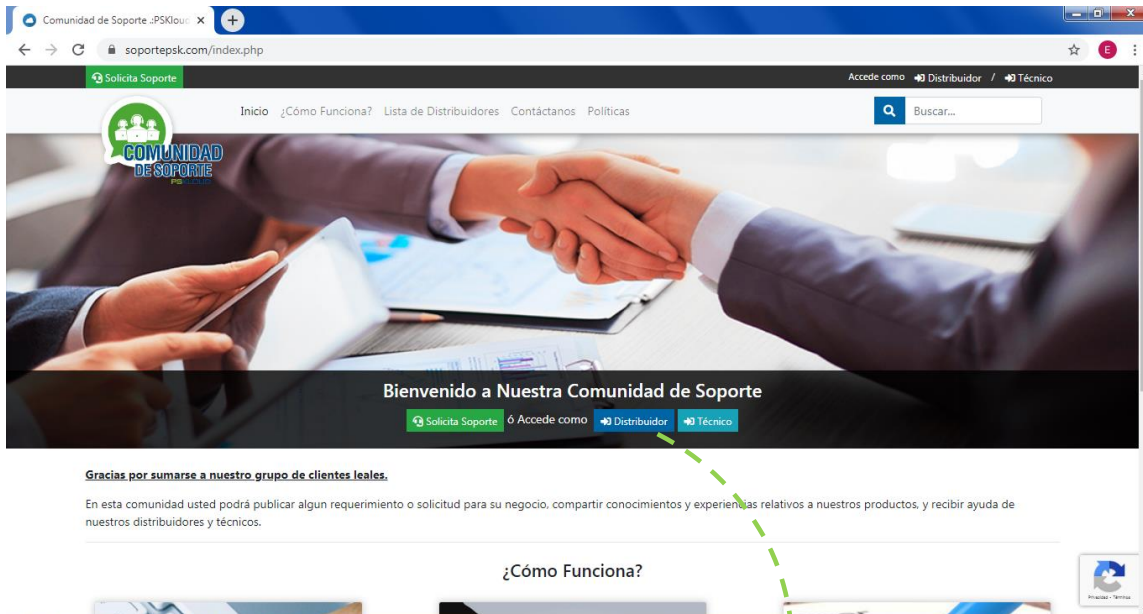 Comunidad de Soporte .:PSKlou
soportepsk.com/index.php
E
Solicita Soporte
Accede como Distribuidor / Técnico
COMUNIDAD
DE SOPORTE
Inicio ¿Cómo Funciona? Lista de Distribuidores Contáctanos Políticas
Buscar...
Bienvenido a Nuestra Comunidad de Soporte
Solicita Soporte ó Accede como Distribuidor Técnico
Gracias por sumarse a nuestro grupo de clientes leales.
En esta comunidad usted podrá publicar algun requerimiento o solicitud para su negocio, compartir conocimientos y experiencias relativos a nuestros productos, y recibir ayuda de
nuestros distribuidores y técnicos.
¿Cómo Funciona?
Privacidad - Términos